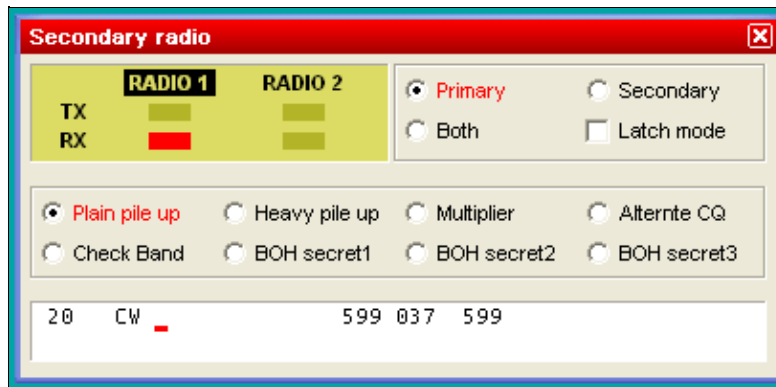 Secondary radio
RADIO 1 RADIO 2
TX
RX
Primary Secondary
Both Latch mode
Plain pile up Heavy pile up Multiplier Alternte CQ
Check Band BOH secret1 BOH secret2 BOH secret3
20 CW 599 037 599